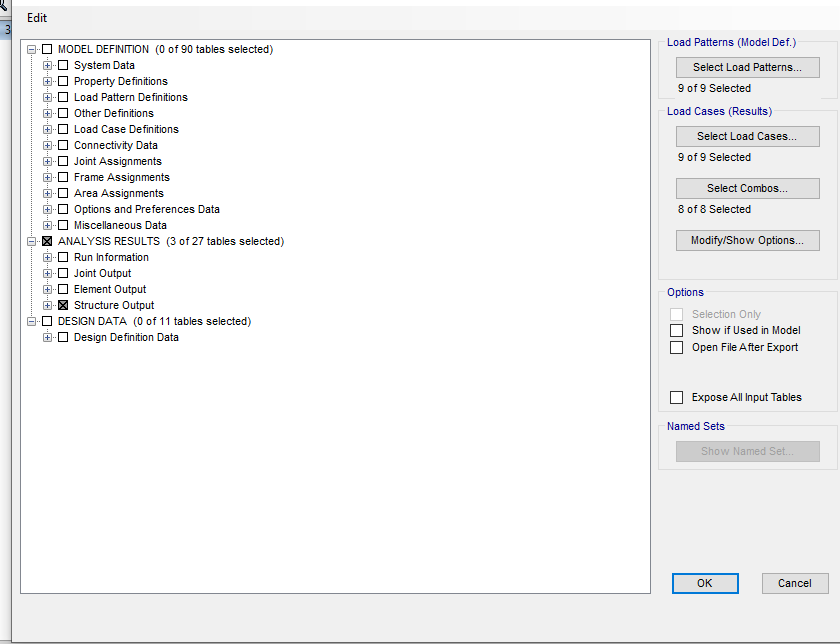 Edit
3
MODEL DEFINITION (0 of 90 tables selected)
System Data
Property Definitions
Load Pattern Definitions
Other Definitions
Load Case Definitions
Connectivity Data
Joint Assignments
Frame Assignments
Area Assignments
Options and Preferences Data
Miscellaneous Data
ANALYSIS RESULTS (3 of 27 tables selected)
Run Information
Joint Output
Element Output
Structure Output
DESIGN DATA (0 of 11 tables selected)
Design Definition Data
Load Patterns (Model Def.)
Select Load Patterns...
9 of 9 Selected
Load Cases (Results)
Select Load Cases...
9 of 9 Selected
Select Combos...
8 of 8 Selected
Modify/Show Options...
Options
Selection Only
Show if Used in Model
Open File After Export
Expose All Input Tables
Named Sets
Show Named Set...
OK
Cancel